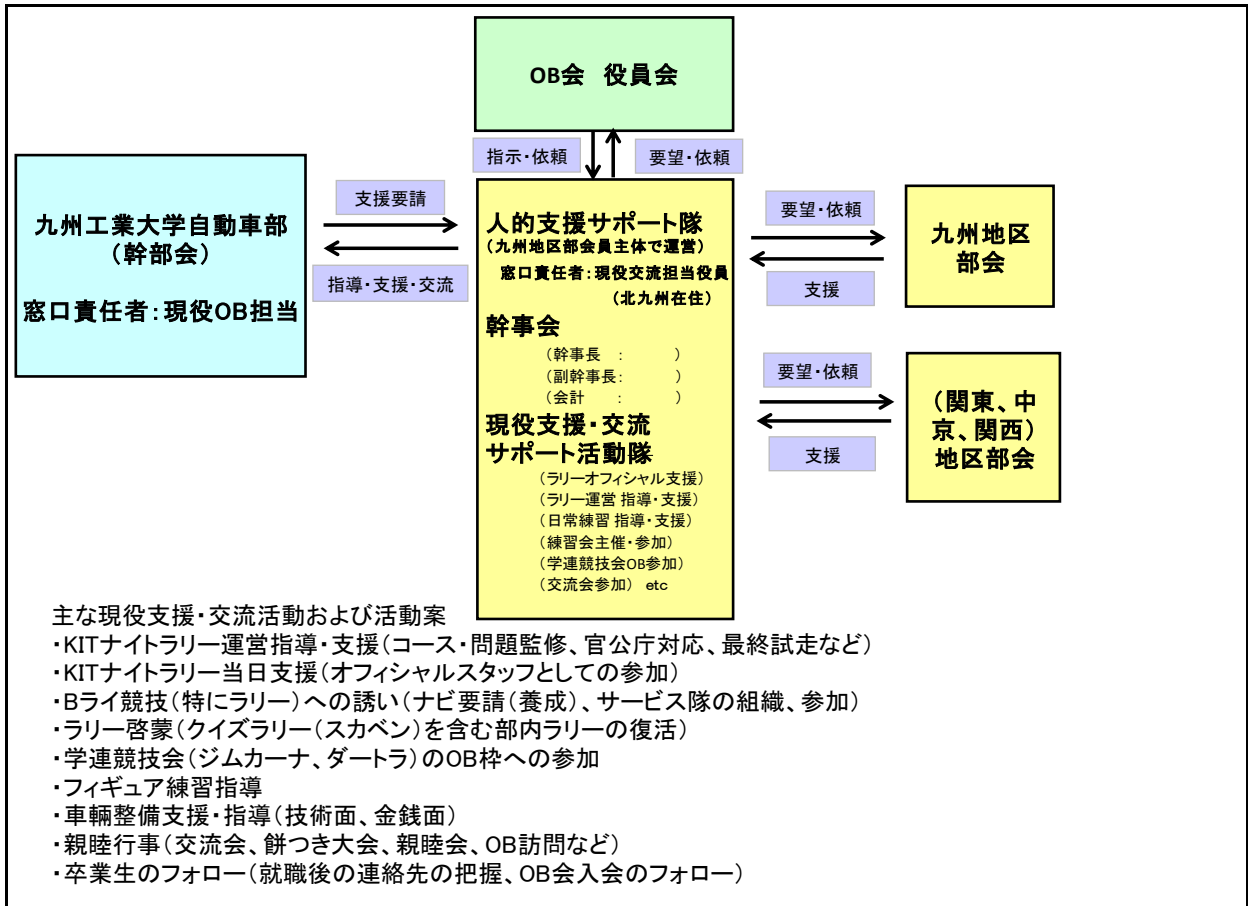 OB会 役員会
指示・依頼
要望・依頼
九州工業大学自動車部
(幹部会)
窓口責任者:現役OB担当
支援要請
指導・支援・交流
人的支援サポート隊
(九州地区部会員主体で運営)
窓口責任者:現役交流担当役員
(北九州在住)
幹事会
(幹事長 : )
(副幹事長: )
(会計 : )
現役支援・交流
サポート活動隊
(ラリーオフィシャル支援)
(ラリー運営 指導・支援)
(日常練習 指導・支援)
(練習会主催・参加)
(学連競技会OB参加)
(交流会参加) etc
要望・依頼
支援
九州地区
部会
要望・依頼
支援
(関東、中
京、関西)
地区部会
主な現役支援・交流活動および活動案
・KITナイトラリー運営指導・支援(コース・問題監修、官公庁対応、最終試走など)
・KITナイトラリー当日支援(オフィシャルスタッフとしての参加)
・Bライ競技(特にラリー)への誘い(ナビ要請(養成)、サービス隊の組織、参加)
・ラリー啓蒙(クイズラリー(スカベン)を含む部内ラリーの復活)
・学連競技会(ジムカーナ、ダートラ)のOB枠への参加
・フィギュア練習指導
・車輌整備支援・指導(技術面、金銭面)
・親睦行事(交流会、餅つき大会、親睦会、OB訪問など)
・卒業生のフォロー(就職後の連絡先の把握、OB会入会のフォロー)